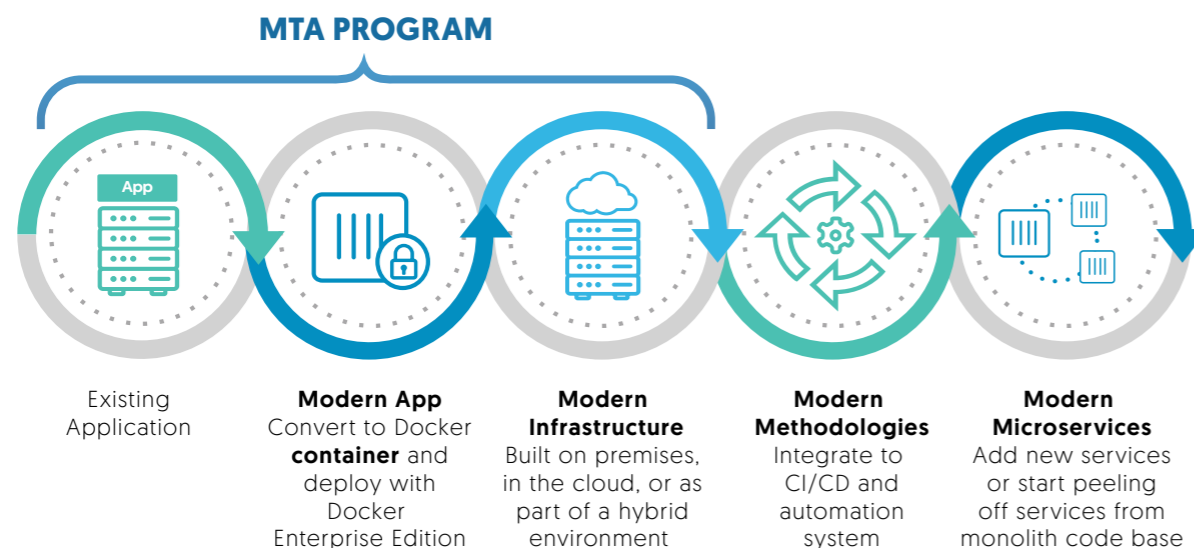 MTA PROGRAM
App
Existing
Application
Modern App
Convert to Docker
container and
deploy with
Docker
Enterprise Edition
Modern
Infrastructure
Built on premises,
in the cloud, or as
part of a hybrid
environment
Modern
Methodologies
Integrate to
CI/CD and
automation
system
Modern
Microservices
Add new services
or start peeling
off services from
monolith code base